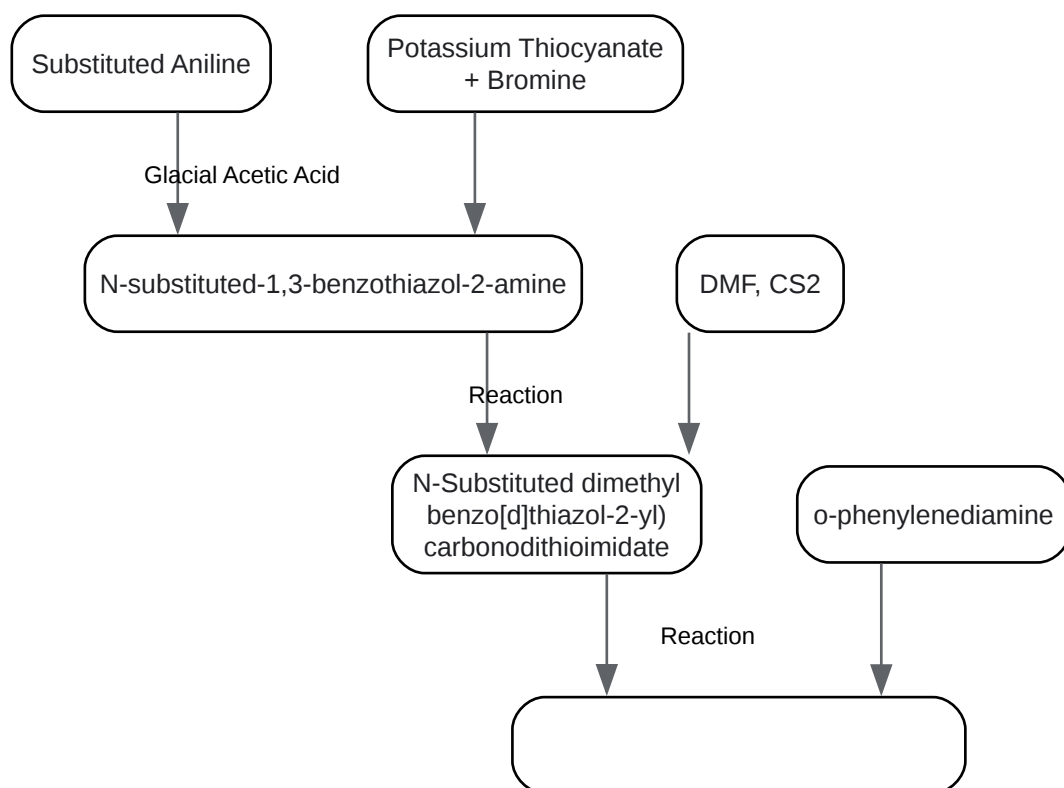 Substituted Aniline
Potassium Thiocyanate
+ Bromine
Glacial Acetic Acid
N-substituted-1,3-benzothiazol-2-amine
DMF, CS2
Reaction
N-Substituted dimethyl
benzo[d]thiazol-2-yl)
carbonodithioimidate
o-phenylenediamine
Reaction